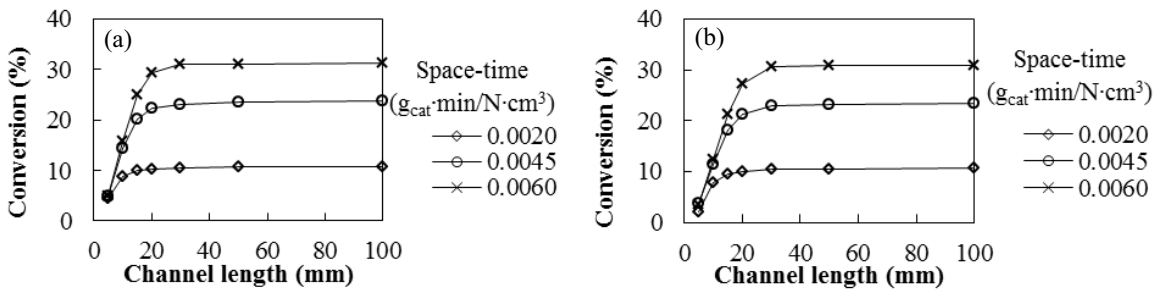 (a)
Conversion (%)
40
30
20
10
0
0 20 40 60 80 100
Channel length (mm)
Space-time
(g_cat·min/N·cm³)
0.0020
0.0045
0.0060
(b)
Conversion (%)
40
30
20
10
0
0 20 40 60 80 100
Channel length (mm)
Space-time
(g_cat·min/N·cm³)
0.0020
0.0045
0.0060